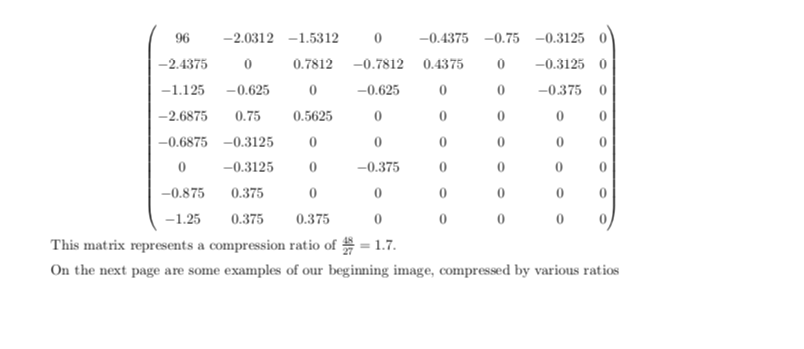 96 −2.0312 −1.5312 0 −0.4375 −0.75 −0.3125 0
−2.4375 0 0.7812 −0.7812 0.4375 0 −0.3125 0
−1.125 −0.625 0 −0.625 0 0 −0.375 0
−2.6875 0.75 0.5625 0 0 0 0 0
−0.6875 −0.3125 0 0 0 0 0 0
0 −0.3125 0 −0.375 0 0 0 0
−0.875 0.375 0 0 0 0 0 0
−1.25 0.375 0.375 0 0 0 0 0
This matrix represents a compression ratio of 48/27 = 1.7.
On the next page are some examples of our beginning image, compressed by various ratios